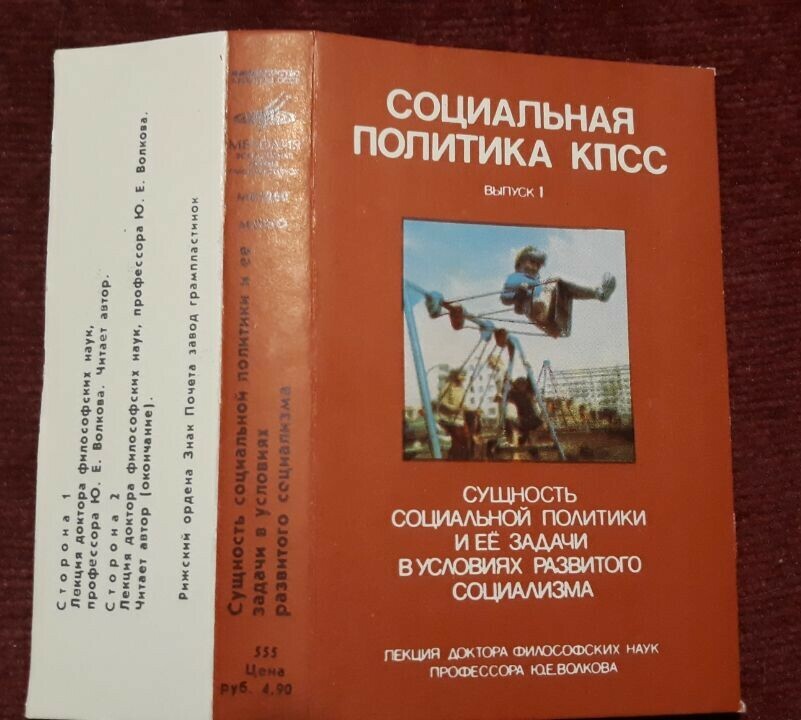 СОЦИАЛЬНАЯ
ПОЛИТИКА КПСС
ВЫПУСК 1
СУЩНОСТЬ
СОЦИАЛЬНОЙ ПОЛИТИКИ
И ЕЁ ЗАДАЧИ
В УСЛОВИЯХ РАЗВИТОГО
СОЦИАЛИЗМА
ЛЕКЦИЯ ДОКТОРА ФИЛОСОФСКИХ НАУК
ПРОФЕССОРА Ю.Е.ВОЛКОВА
МЕЛОДИЯ
Сущность социальной политики и ее
задачи в условиях
развитого социализма
555
Цена
руб. 4.90
Сторона 1
Лекция доктора философских наук,
профессора Ю. Е. Волкова. Читает автор.
Сторона 2
Лекция доктора философских наук, профессора Ю. Е. Волкова.
Читает автор (окончание).
Рижский ордена Знак Почета завод грампластинок